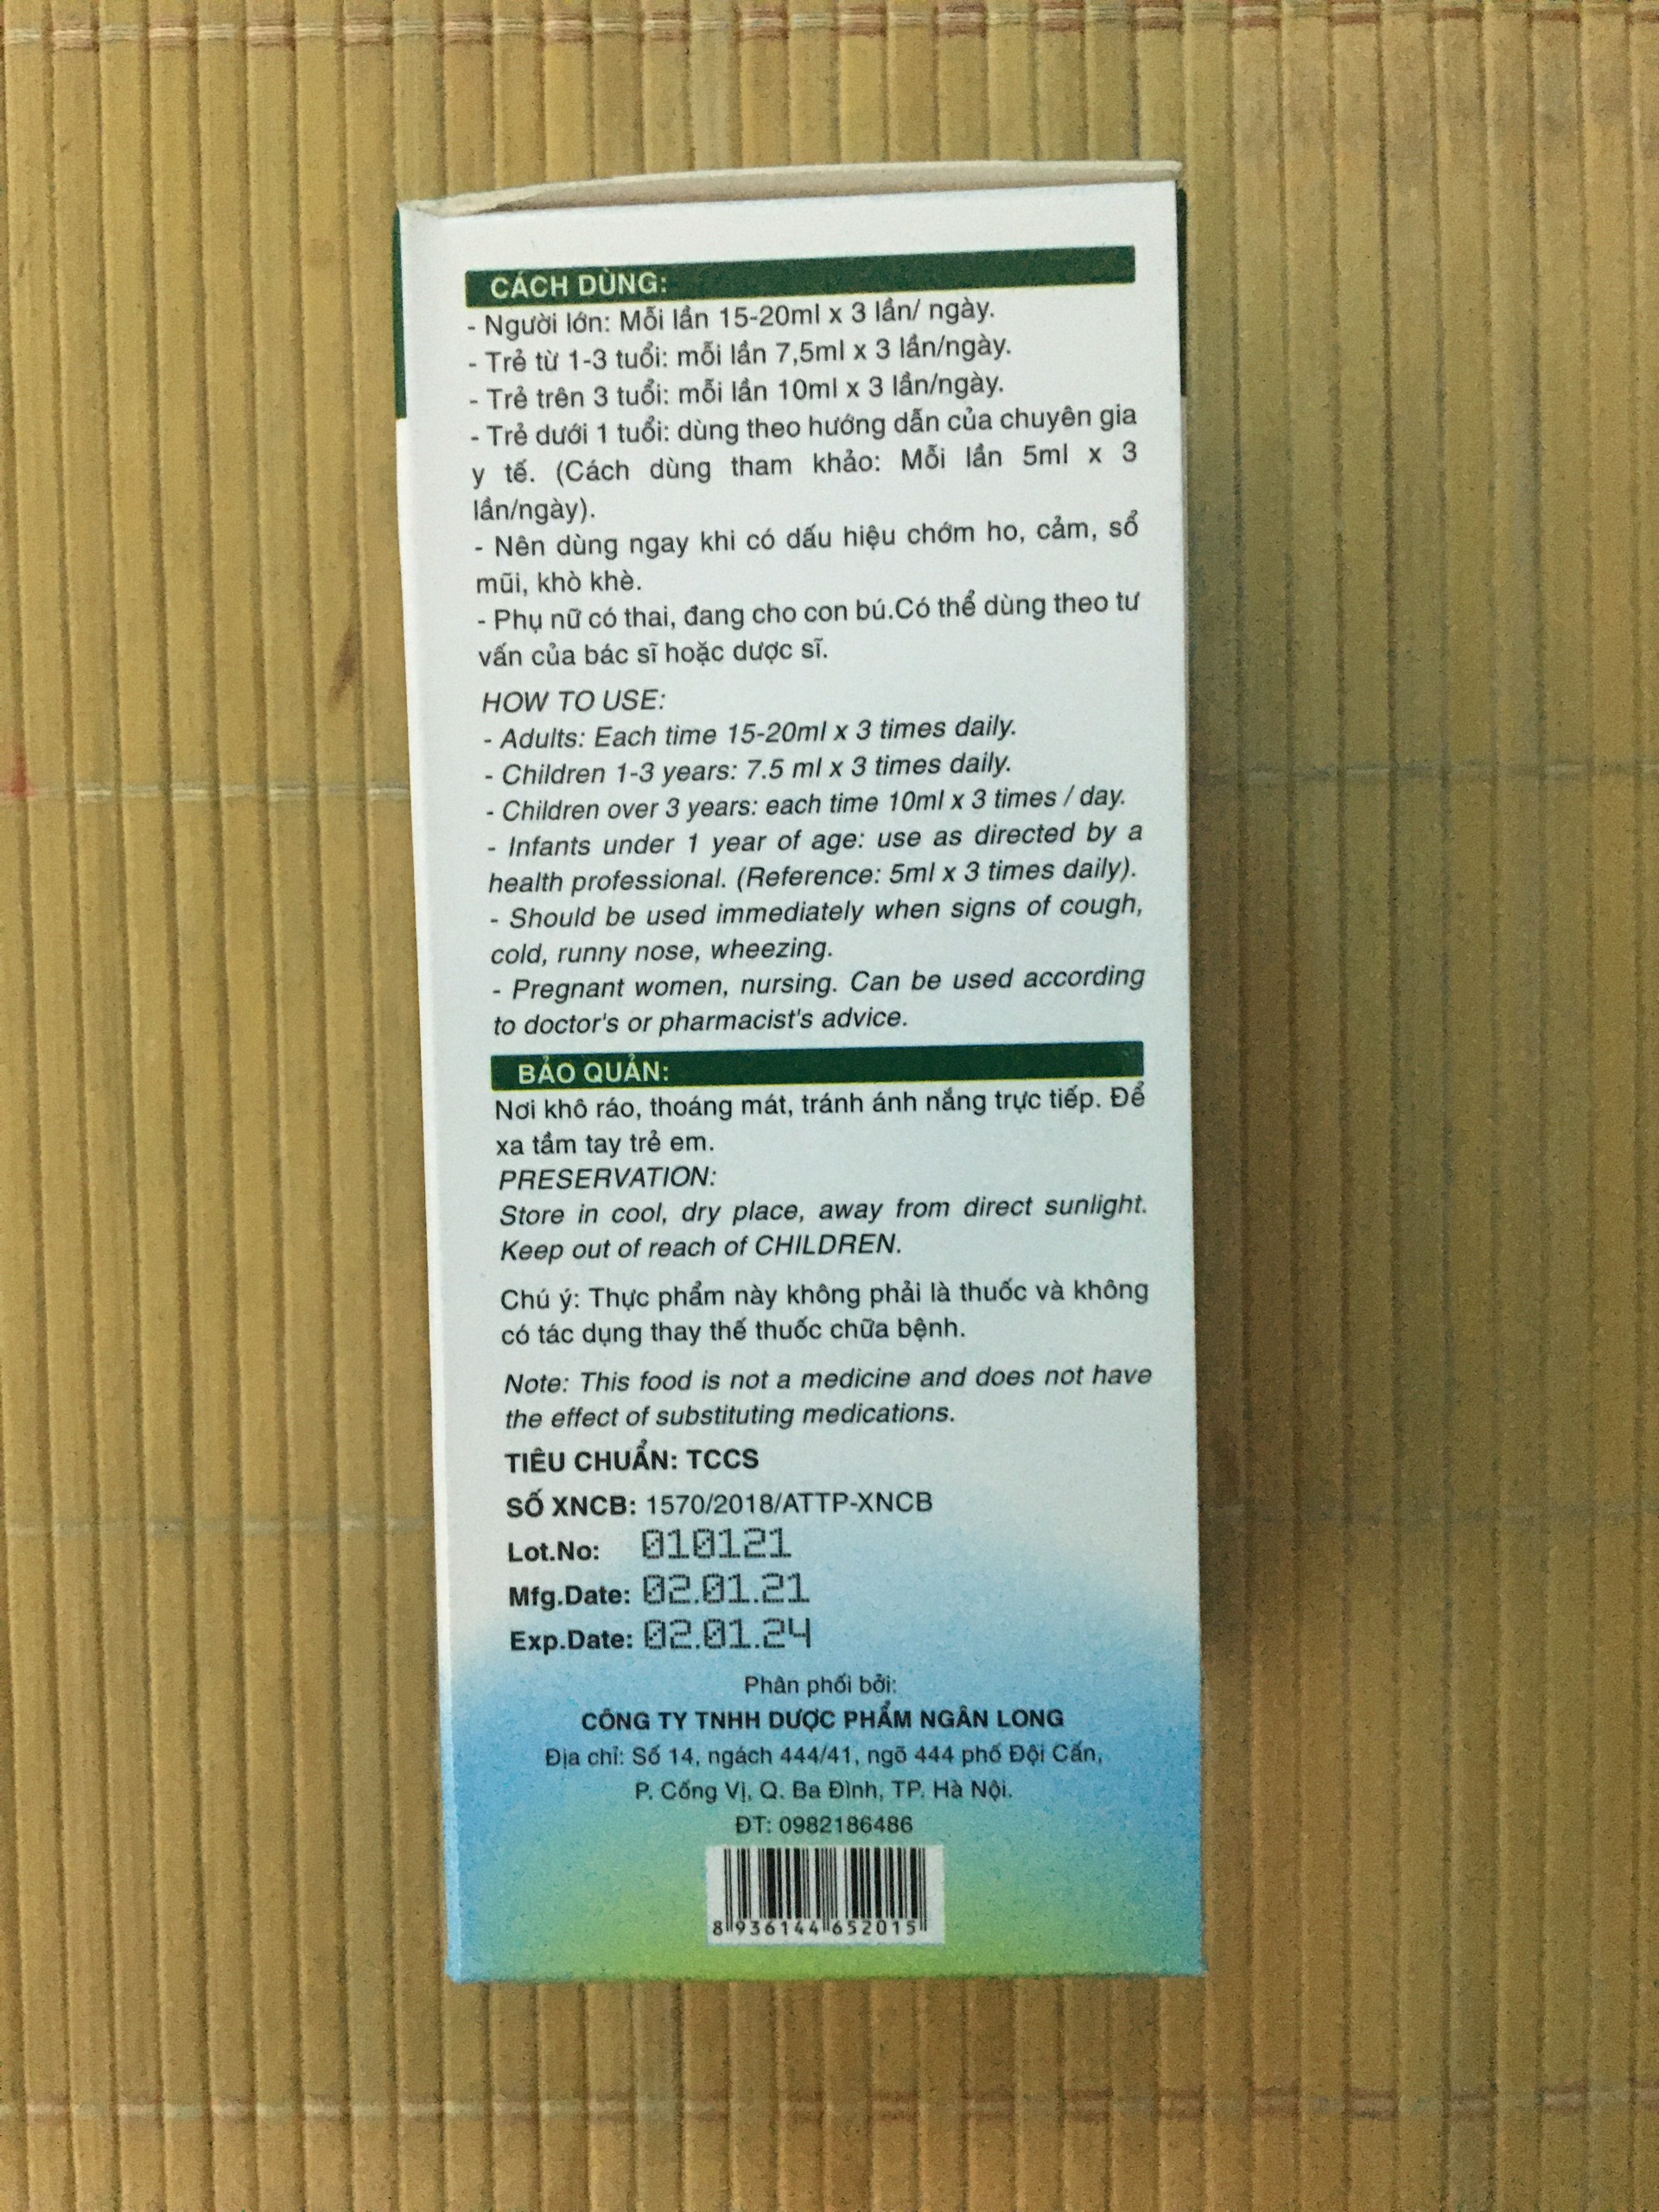 CÁCH DÙNG:
- Người lớn: Mỗi lần 15-20ml x 3 lần/ ngày.
- Trẻ từ 1-3 tuổi: mỗi lần 7,5ml x 3 lần/ngày.
- Trẻ trên 3 tuổi: mỗi lần 10ml x 3 lần/ngày.
- Trẻ dưới 1 tuổi: dùng theo hướng dẫn của chuyên gia
y tế. (Cách dùng tham khảo: Mỗi lần 5ml x 3
lần/ngày).
- Nên dùng ngay khi có dấu hiệu chớm ho, cảm, sổ
mũi, khò khè.
- Phụ nữ có thai, đang cho con bú.Có thể dùng theo tư
vấn của bác sĩ hoặc dược sĩ.
HOW TO USE:
- Adults: Each time 15-20ml x 3 times daily.
- Children 1-3 years: 7.5 ml x 3 times daily.
- Children over 3 years: each time 10ml x 3 times / day.
- Infants under 1 year of age: use as directed by a
health professional. (Reference: 5ml x 3 times daily).
- Should be used immediately when signs of cough,
cold, runny nose, wheezing.
- Pregnant women, nursing. Can be used according
to doctor's or pharmacist's advice.
BẢO QUẢN:
Nơi khô ráo, thoáng mát, tránh ánh nắng trực tiếp. Để
xa tầm tay trẻ em.
PRESERVATION:
Store in cool, dry place, away from direct sunlight.
Keep out of reach of CHILDREN.
Chú ý: Thực phẩm này không phải là thuốc và không
có tác dụng thay thế thuốc chữa bệnh.
Note: This food is not a medicine and does not have
the effect of substituting medications.
TIÊU CHUẨN: TCCS
SỐ XNCB: 1570/2018/ATTP-XNCB
Lot.No: 010121
Mfg.Date: 02.01.21
Exp.Date: 02.01.24
Phân phối bởi:
CÔNG TY TNHH DƯỢC PHẨM NGÂN LONG
Địa chỉ: Số 14, ngách 444/41, ngõ 444 phố Đội Cấn,
P. Cống Vị, Q. Ba Đình, TP. Hà Nội.
ĐT: 0982186486
8 936144 652015